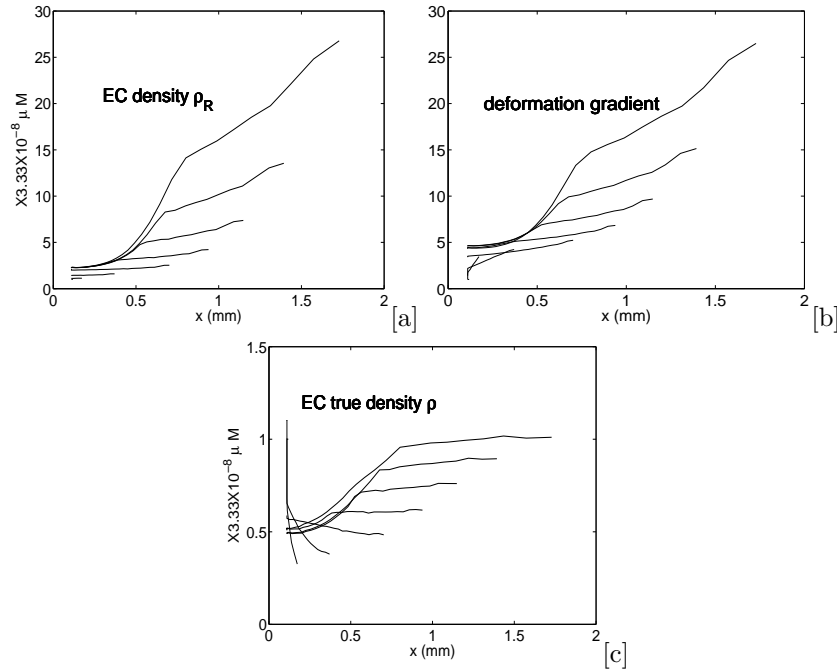 30
25
20
15
10
5
0
X3.33X10⁻⁸ μ M
EC density ρ_R
0 0.5 1 1.5 2
x (mm)
[a]
30
25
20
15
10
5
0
deformation gradient
0 0.5 1 1.5 2
x (mm)
[b]
1.5
1
0.5
0
X3.33X10⁻⁸ μ M
EC true density ρ
0 0.5 1 1.5 2
x (mm)
[c]